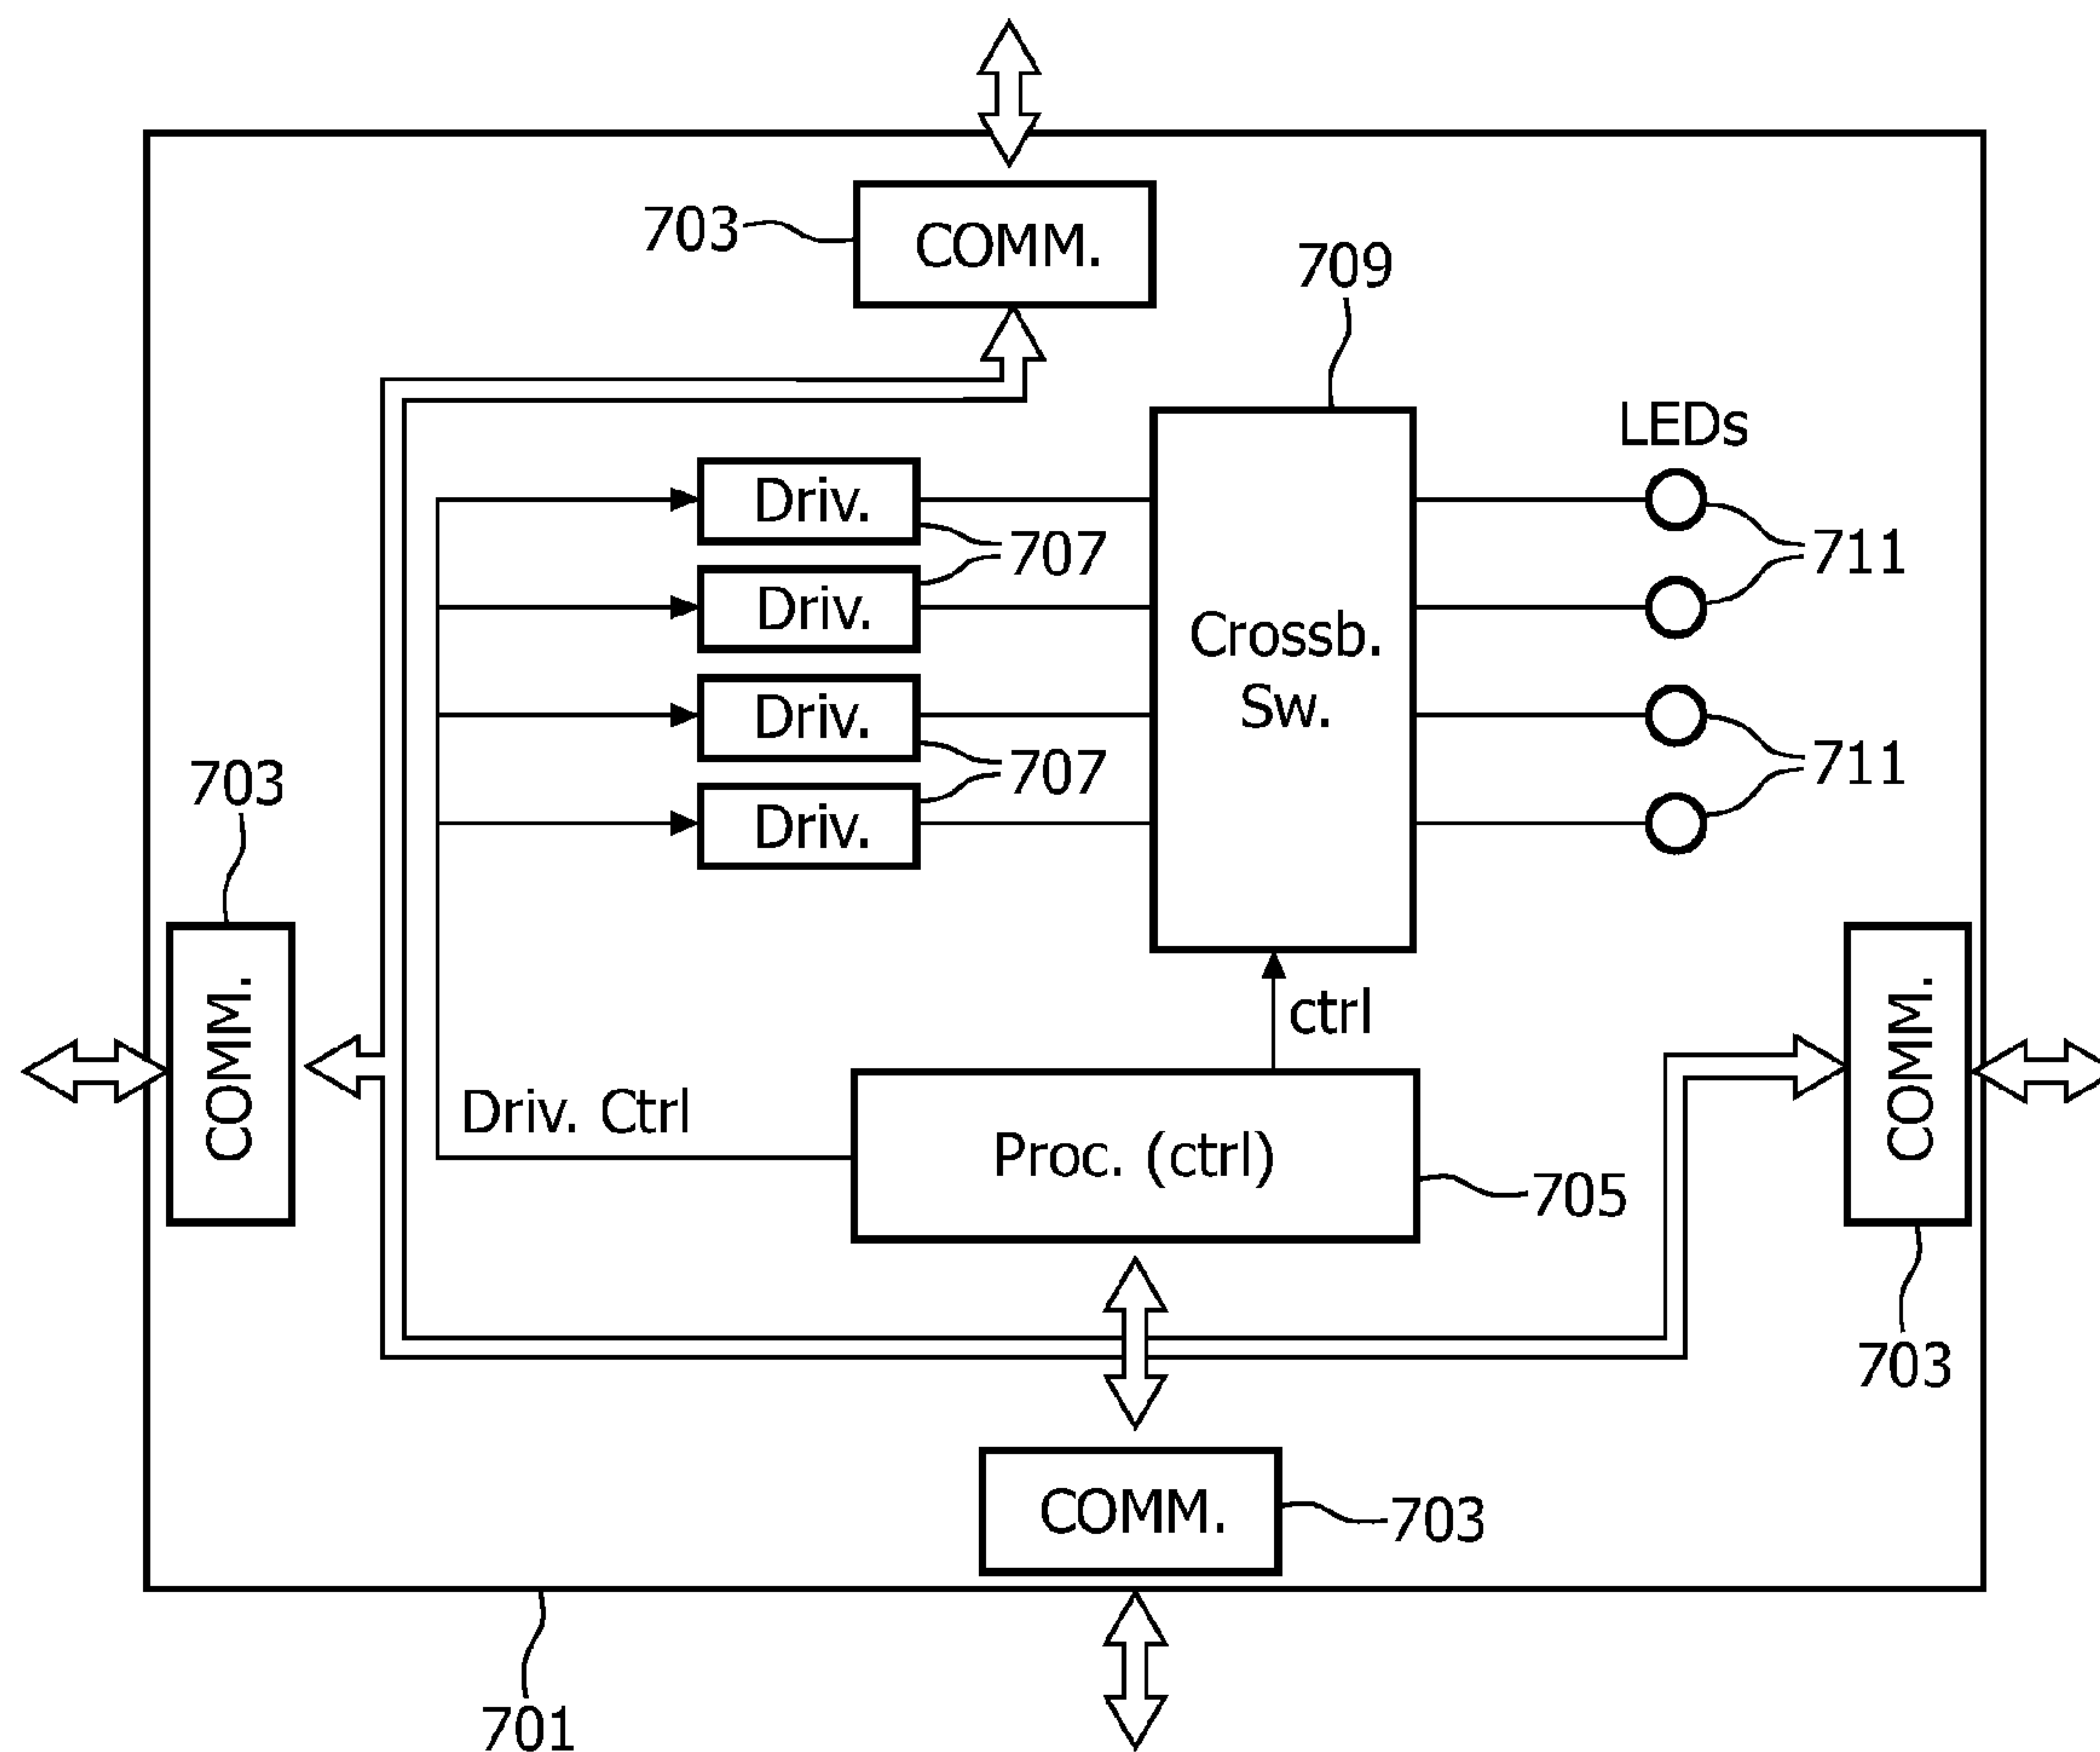 703
COMM.
709
LEDs
Driv.
707
711
Driv.
Crossb.
Sw.
Driv.
707
711
Driv.
703
COMM.
ctrl
COMM.
Driv. Ctrl
Proc. (ctrl)
705
703
COMM.
703
701